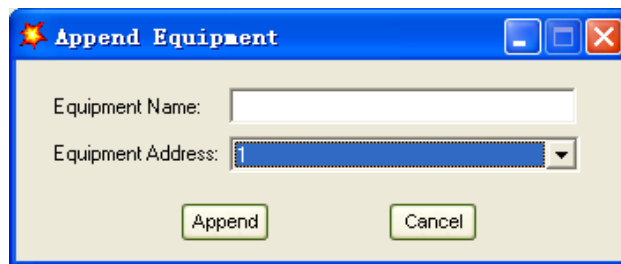 Append Equipment
Equipment Name:
Equipment Address: 1
Append Cancel